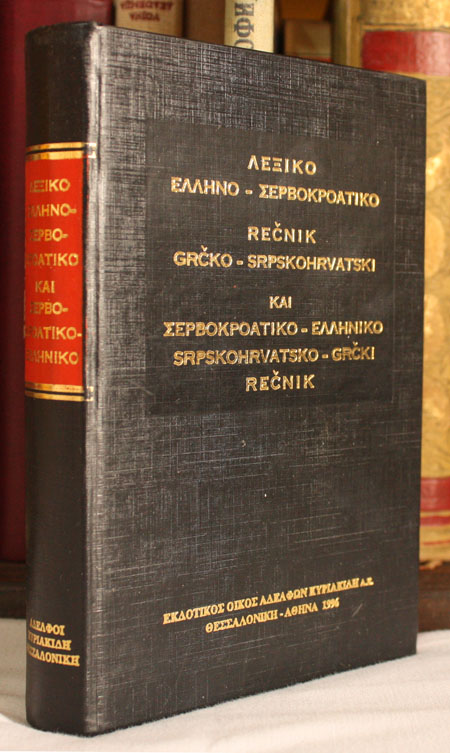 ΛΕΞΙΚΟ
ΕΛΛΗΝΟ-
ΣΕΡΒΟ-
ΚΡΟΑΤΙΚΟ
ΚΑΙ
ΣΕΡΒΟ-
ΚΡΟΑΤΙΚΟ-
ΕΛΛΗΝΙΚΟ
ΑΔΕΛΦΟΙ
ΚΥΡΙΑΚΙΔΗ
ΘΕΣΣΑΛΟΝΙΚΗ
ΛΕΞΙΚΟ
ΕΛΛΗΝΟ - ΣΕΡΒΟΚΡΟΑΤΙΚΟ
REČNIK
GRČKO - SRPSKOHRVATSKI
ΚΑΙ
ΣΕΡΒΟΚΡΟΑΤΙΚΟ - ΕΛΛΗΝΙΚΟ
SRPSKOHRVATSKO - GRČKI
REČNIK
ΕΚΔΟΤΙΚΟΣ ΟΙΚΟΣ ΑΔΕΛΦΩΝ ΚΥΡΙΑΚΙΔΗ Α.Ε.
ΘΕΣΣΑΛΟΝΙΚΗ - ΑΘΗΝΑ 1996